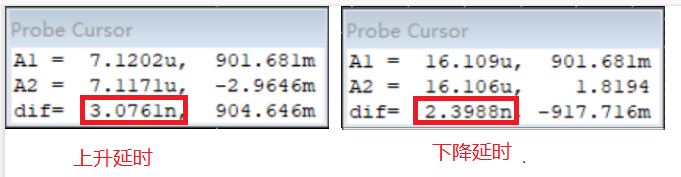 Probe Cursor
A1 = 7.1202u, 901.681m
A2 = 7.1171u, -2.9646m
dif= 3.0761n, 904.646m
上升延时
Probe Cursor
A1 = 16.109u, 901.681m
A2 = 16.106u, 1.8194
dif= 2.3988n, -917.716m
下降延时 .